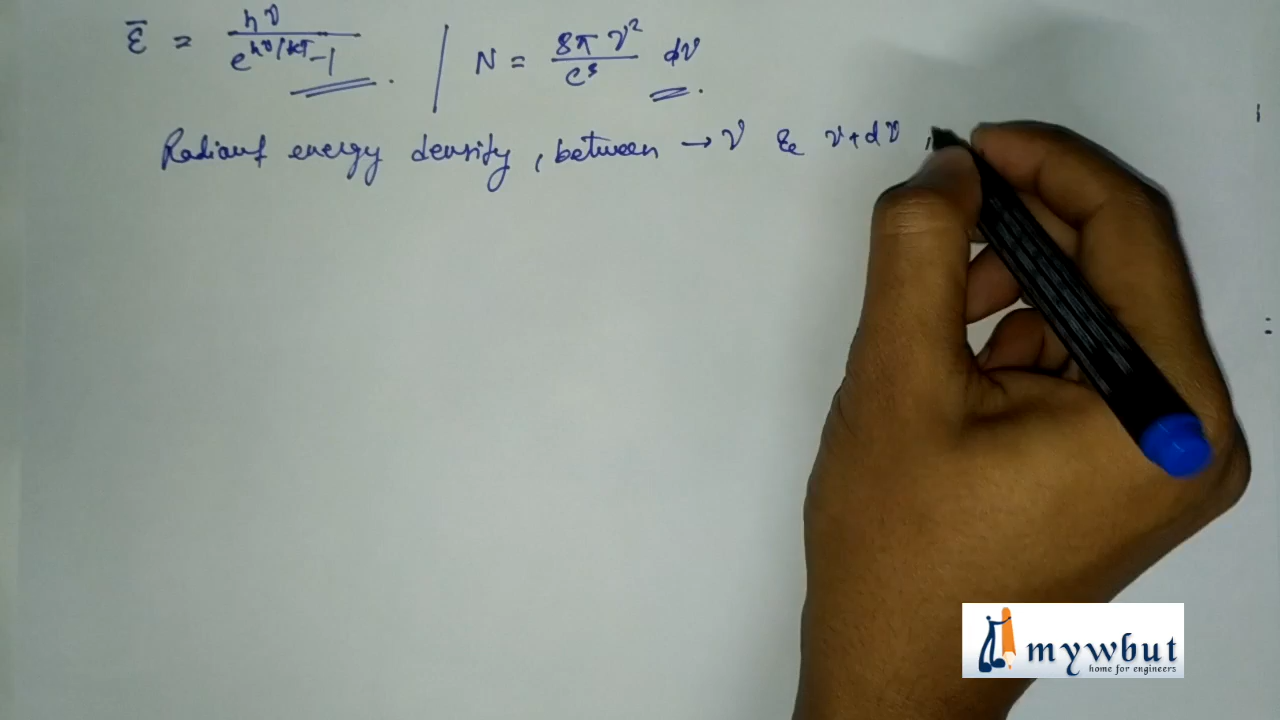 ε̄ = hν / e^(hν/kT) - 1 . | N = 8πν² / c³ dν .
Radiant energy density, between → ν & ν+dν ,
mywbut
home for engineers